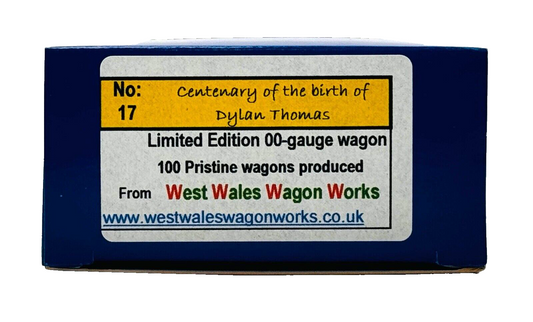 No: Centenary of the birth of
17 Dylan Thomas
Limited Edition 00-gauge wagon
100 Pristine wagons produced
From West Wales Wagon Works
www.westwaleswagonworks.co.uk